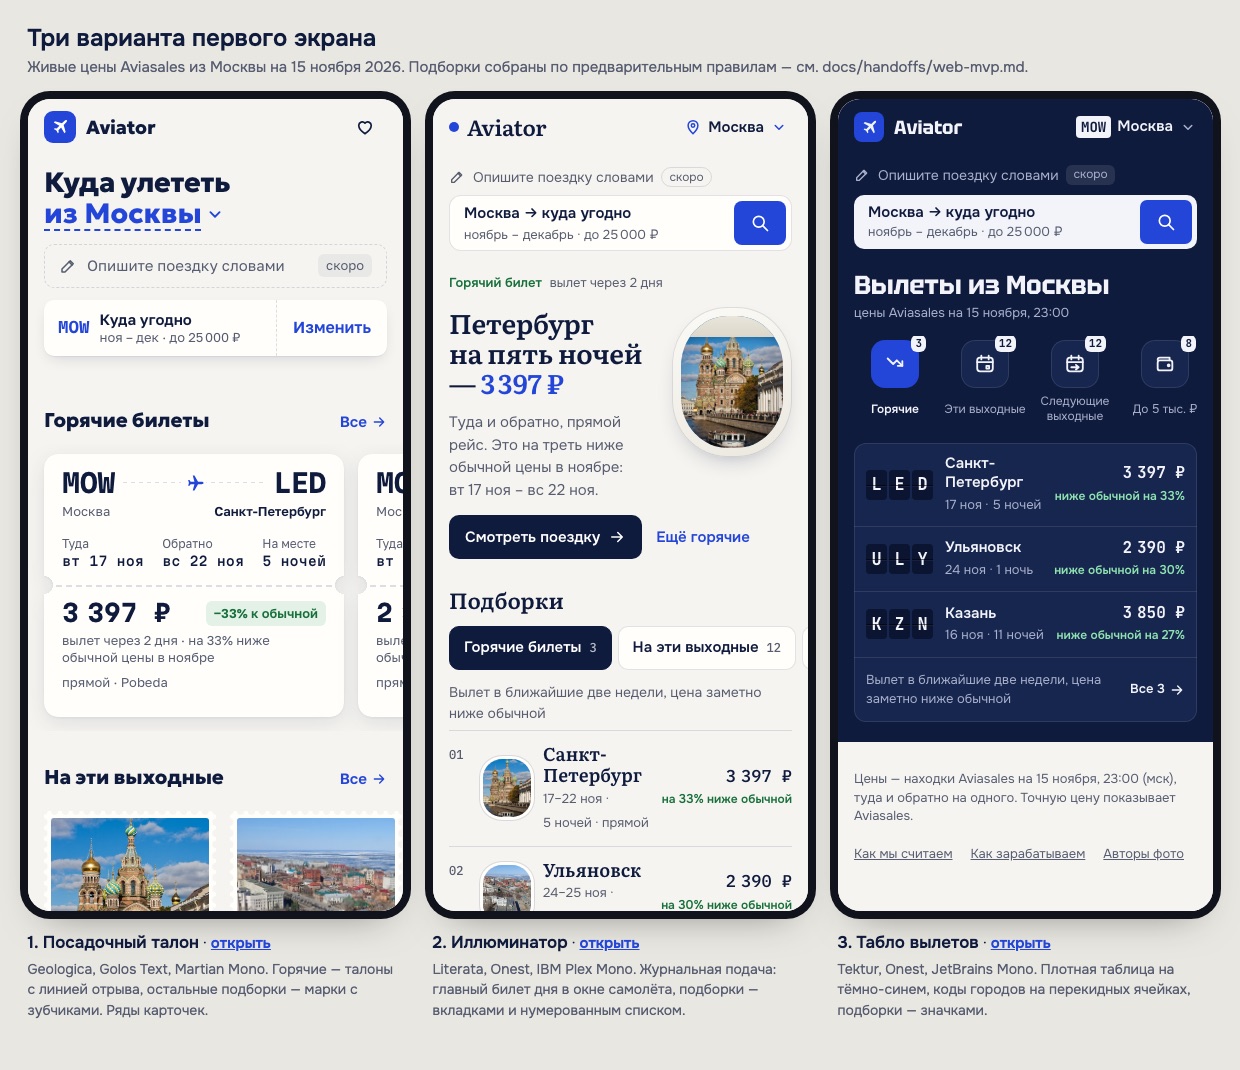 Три варианта первого экрана
Живые цены Aviasales из Москвы на 15 ноября 2026. Подборки собраны по предварительным правилам — см. docs/handoffs/web-mvp.md.
Aviator
Куда улететь
из Москвы
Опишите поездку словами скоро
MOW Куда угодно
ноя – дек · до 25 000 ₽
Изменить
Горячие билеты Все →
MOW LED
Москва Санкт-Петербург
Туда Обратно На месте
вт 17 ноя вс 22 ноя 5 ночей
3 397 ₽ −33% к обычной
вылет через 2 дня · на 33% ниже
обычной цены в ноябре
прямой · Pobeda
Мос
Туда
вт
2
выле
обыч
прям
На эти выходные Все →
1. Посадочный талон · открыть
Geologica, Golos Text, Martian Mono. Горячие — талоны
с линией отрыва, остальные подборки — марки с
зубчиками. Ряды карточек.
Aviator Москва
Опишите поездку словами скоро
Москва → куда угодно
ноябрь – декабрь · до 25 000 ₽
Горячий билет вылет через 2 дня
Петербург
на пять ночей
— 3 397 ₽
Туда и обратно, прямой
рейс. Это на треть ниже
обычной цены в ноябре:
вт 17 ноя – вс 22 ноя.
Смотреть поездку → Ещё горячие
Подборки
Горячие билеты 3 На эти выходные 12
Вылет в ближайшие две недели, цена заметно
ниже обычной
01 Санкт-
Петербург 3 397 ₽
17–22 ноя · на 33% ниже обычной
5 ночей · прямой
02 Ульяновск 2 390 ₽
24–25 ноя · на 30% ниже обычной
2. Иллюминатор · открыть
Literata, Onest, IBM Plex Mono. Журнальная подача:
главный билет дня в окне самолёта, подборки —
вкладками и нумерованным списком.
Aviator MOW Москва
Опишите поездку словами скоро
Москва → куда угодно
ноябрь – декабрь · до 25 000 ₽
Вылеты из Москвы
цены Aviasales на 15 ноября, 23:00
3 12 12 8
Горячие Эти выходные Следующие
выходные До 5 тыс. ₽
LED Санкт-
Петербург 3 397 ₽
17 ноя · 5 ночей ниже обычной на 33%
ULY Ульяновск 2 390 ₽
24 ноя · 1 ночь ниже обычной на 30%
KZN Казань 3 850 ₽
16 ноя · 11 ночей ниже обычной на 27%
Вылет в ближайшие две недели, цена
заметно ниже обычной Все 3 →
Цены — находки Aviasales на 15 ноября, 23:00 (мск),
туда и обратно на одного. Точную цену показывает
Aviasales.
Как мы считаем Как зарабатываем Авторы фото
3. Табло вылетов · открыть
Tektur, Onest, JetBrains Mono. Плотная таблица на
тёмно-синем, коды городов на перекидных ячейках,
подборки — значками.